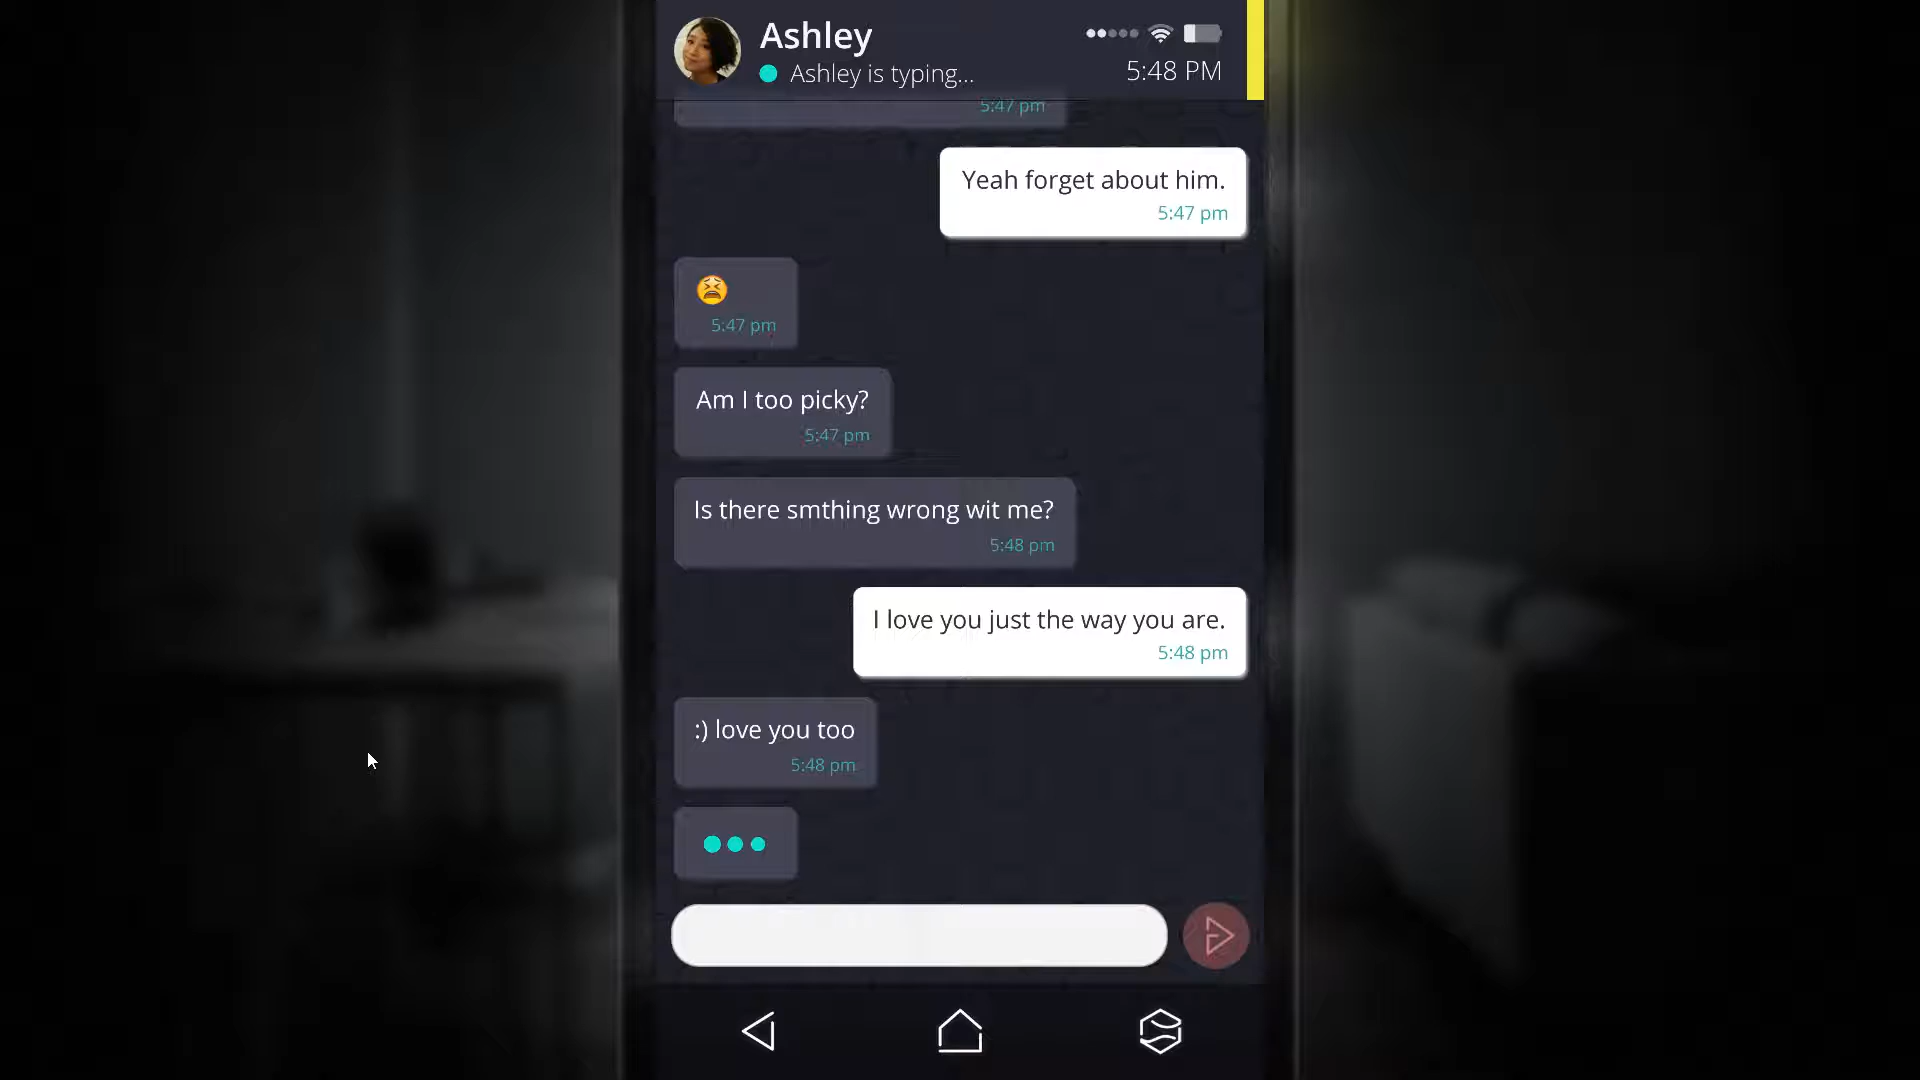 Ashley
Ashley is typing...
5:48 PM
5:47 pm
Yeah forget about him.
5:47 pm
5:47 pm
Am I too picky?
5:47 pm
Is there smthing wrong wit me?
5:48 pm
I love you just the way you are.
5:48 pm
:) love you too
5:48 pm